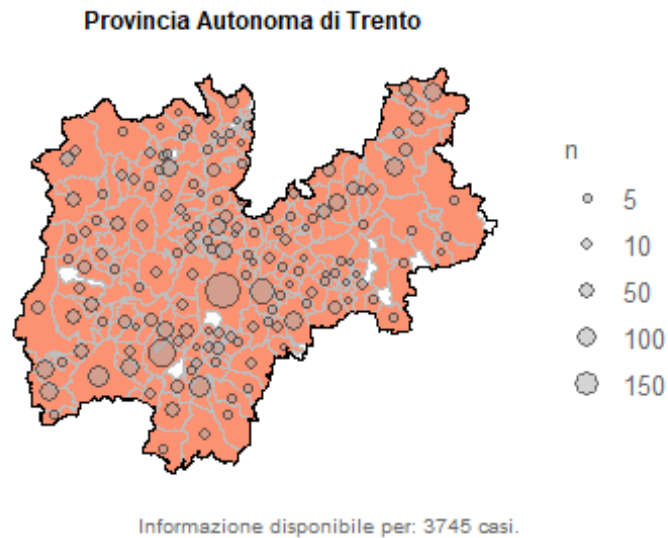 Provincia Autonoma di Trento
n
5
10
50
100
150
Informazione disponibile per: 3745 casi.